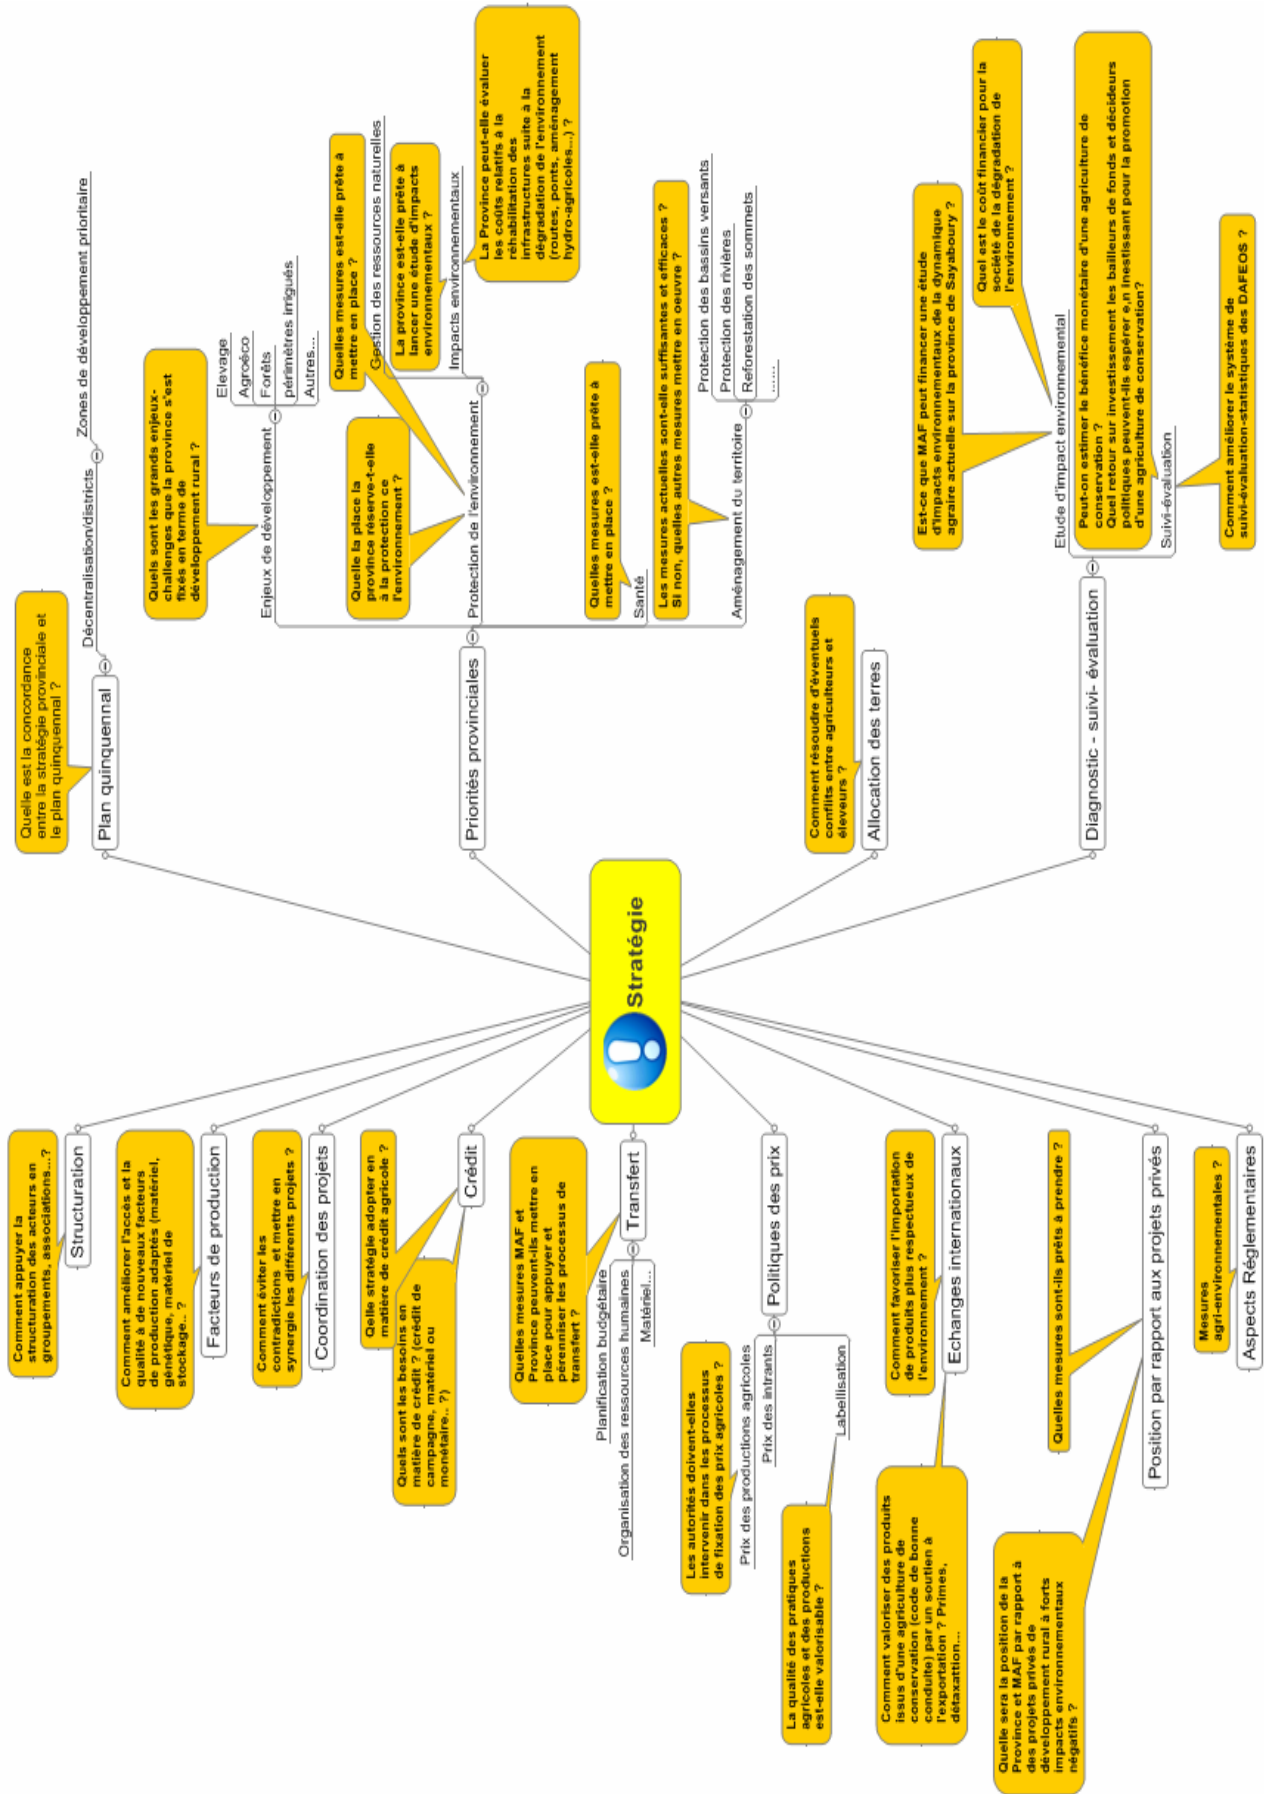 Stratégie
Comment appuyer la
structuration des acteurs en
groupements, associations...?
Structuration
Comment améliorer l'accès et la
qualité à de nouveaux facteurs
de production adaptés (matériel,
génétique, matériel de
stockage.. ?
Facteurs de production
Comment éviter les
contradictions et mettre en
synergie les différents projets ?
Coordination des projets
Qelle stratégie adopter en
matière de crédit agricole ?
Quels sont les besoins en
matière de crédit ? (crédit de
campagne, matériel ou
monétaire.. ?)
Crédit
Quelles mesures MAF et
Province peuvent-ils mettre en
place pour appuyer et
pérenniser les processus de
transfert ?
Transfert
Planification budgétaire
Organisation des ressources humaines
Matériel...
Les autorités doivent-elles
intervenir dans les processus
de fixation des prix agricoles ?
Politiques des prix
Prix des productions agricoles
Prix des intrants
Labellisation
La qualité des pratiques
agricoles et des productions
est-elle valorisable ?
Comment favoriser l'importation
de produits plus respectueux de
l'environnement ?
Echanges internationaux
Comment valoriser des produits
issus d'une agriculture de
conservation (code de bonne
conduite) par un soutien à
l'exportation ? Primes,
détaxattion...
Quelles mesures sont-ils prêts à prendre ?
Position par rapport aux projets privés
Quelle sera la position de la
Province et MAF par rapport à
des projets privés de
développement rural à forts
impacts environnementaux
négatifs ?
Mesures
agri-environnementales ?
Aspects Réglementaires
Quelle est la concordance
entre la stratégie provinciale et
le plan quinquennal ?
Plan quinquennal
Décentralisation/districts
Zones de développement prioritaire
Quels sont les grands enjeux-
challenges que la province s'est
fixés en terme de
développement rural ?
Priorités provinciales
Enjeux de développement
Elevage
Agroéco
Forêts
périmètres irrigués
Autres...
Quelle la place la
province réserve-t-elle
à la protection ce
l'environnement ?
Protection de l'environnement
Quelles mesures est-elle prête à
mettre en place ?
Gestion des ressources naturelles
La province est-elle prête à
lancer une étude d'impacts
environnementaux ?
Impacts environnementaux
La Province peut-elle évaluer
les coûts relatifs à la
réhabilitation des
infrastructures suite à la
dégradation de l'environnement
(routes, ponts, aménagement
hydro-agricoles...) ?
Quelles mesures est-elle prête à
mettre en place ?
Santé
Les mesures actuelles sont-elle suffisantes et efficaces ?
Si non, quelles autres mesures mettre en oeuvre ?
Aménagement du territoire
Protection des bassins versants
Protection des rivières
Reforestation des sommets
......
Comment résoudre d'éventuels
conflits entre agriculteurs et
éleveurs ?
Allocation des terres
Est-ce que MAF peut financer une étude
d'impacts environnementaux de la dynamique
agraire actuelle sur la province de Sayaboury ?
Quel est le coût financier pour la
société de la dégradation de
l'environnement ?
Etude d'impact environmental
Peut-on estimer le bénéfice monétaire d'une agriculture de
conservation ?
Quel retour sur investissement les bailleurs de fonds et décideurs
politiques peuvent-ils espérer e,n inestissant pour la promotion
d'une agriculture de conservation?
Diagnostic - suivi- évaluation
Suivi-évaluation
Comment améliorer le système de
suivi-évaluation-statistiques des DAFEOS ?